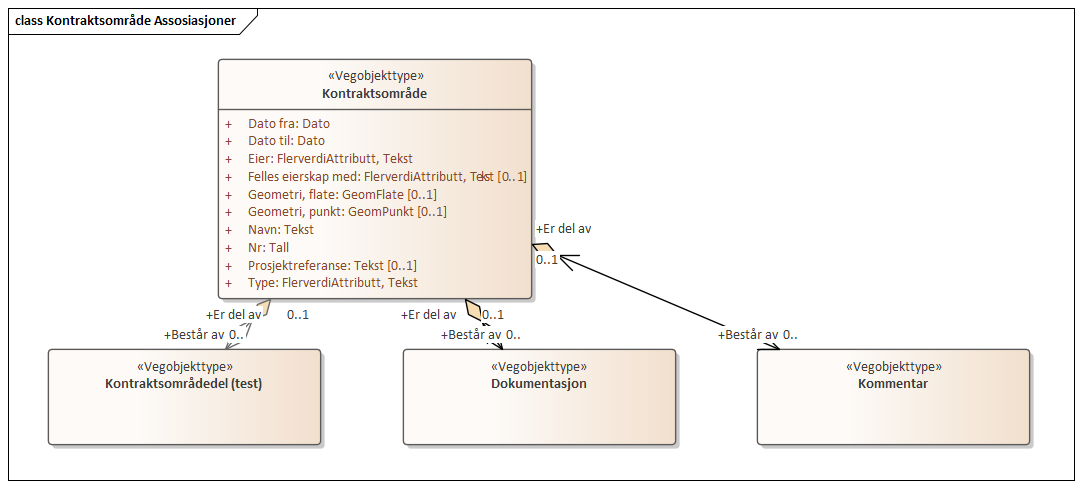 class Kontraktsområde Assosiasjoner
«Vegobjekttype»
Kontraktsområde
+ Dato fra: Dato
+ Dato til: Dato
+ Eier: FlerverdiAttributt, Tekst
+ Felles eierskap med: FlerverdiAttributt, Tekst [0..1]
+ Geometri, flate: GeomFlate [0..1]
+ Geometri, punkt: GeomPunkt [0..1]
+ Navn: Tekst
+ Nr: Tall
+ Prosjektreferanse: Tekst [0..1]
+ Type: FlerverdiAttributt, Tekst
+Er del av
0..1
+Er del av 0..1
+Er del av 0..1
+Består av 0..
+Består av 0..
+Består av 0..
«Vegobjekttype»
Kontraktsområdedel (test)
«Vegobjekttype»
Dokumentasjon
«Vegobjekttype»
Kommentar